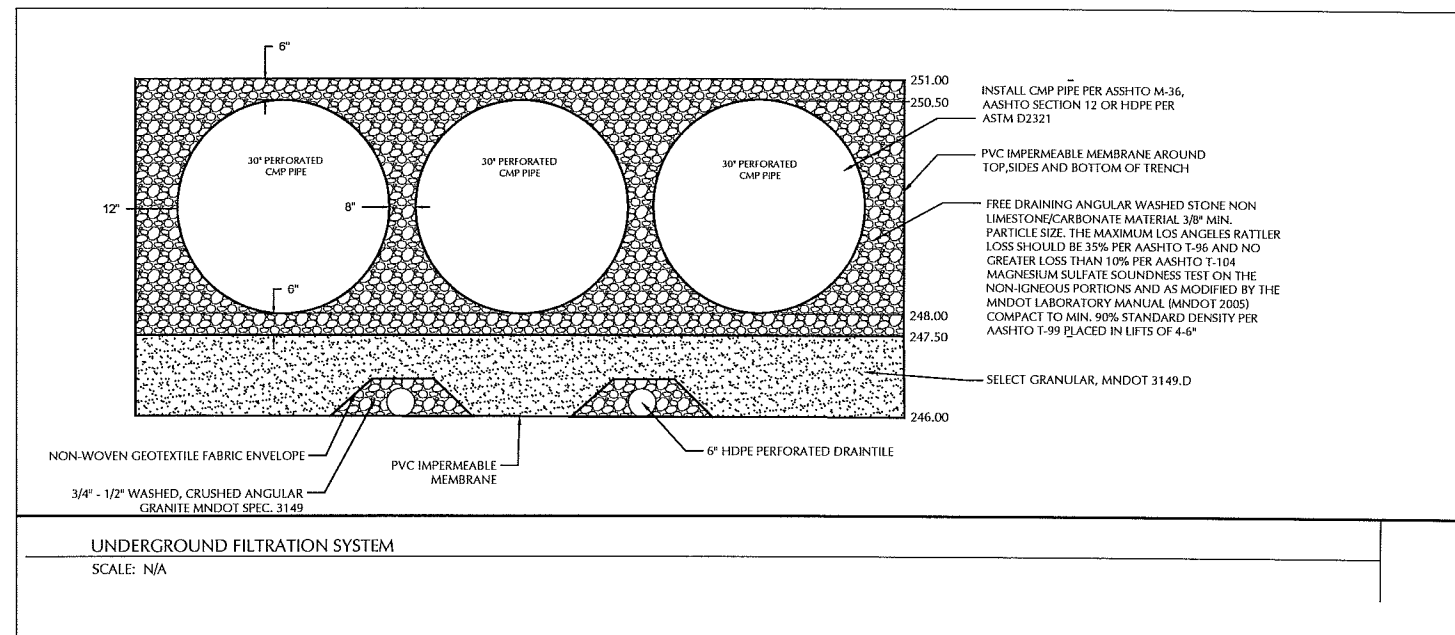 6"
251.00
250.50
INSTALL CMP PIPE PER ASSHTO M-36,
AASHTO SECTION 12 OR HDPE PER
ASTM D2321
30" PERFORATED
CMP PIPE
30" PERFORATED
CMP PIPE
30" PERFORATED
CMP PIPE
PVC IMPERMEABLE MEMBRANE AROUND
TOP,SIDES AND BOTTOM OF TRENCH
12"
8"
FREE DRAINING ANGULAR WASHED STONE NON
LIMESTONE/CARBONATE MATERIAL 3/8" MIN.
PARTICLE SIZE. THE MAXIMUM LOS ANGELES RATTLER
LOSS SHOULD BE 35% PER AASHTO T-96 AND NO
GREATER LOSS THAN 10% PER AASHTO T-104
MAGNESIUM SULFATE SOUNDNESS TEST ON THE
NON-IGNEOUS PORTIONS AND AS MODIFIED BY THE
MNDOT LABORATORY MANUAL (MNDOT 2005)
COMPACT TO MIN. 90% STANDARD DENSITY PER
AASHTO T-99 PLACED IN LIFTS OF 4-6"
6"
248.00
247.50
SELECT GRANULAR, MNDOT 3149.D
246.00
NON-WOVEN GEOTEXTILE FABRIC ENVELOPE
PVC IMPERMEABLE
MEMBRANE
6" HDPE PERFORATED DRAINTILE
3/4" - 1/2" WASHED, CRUSHED ANGULAR
GRANITE MNDOT SPEC. 3149
UNDERGROUND FILTRATION SYSTEM
SCALE: N/A